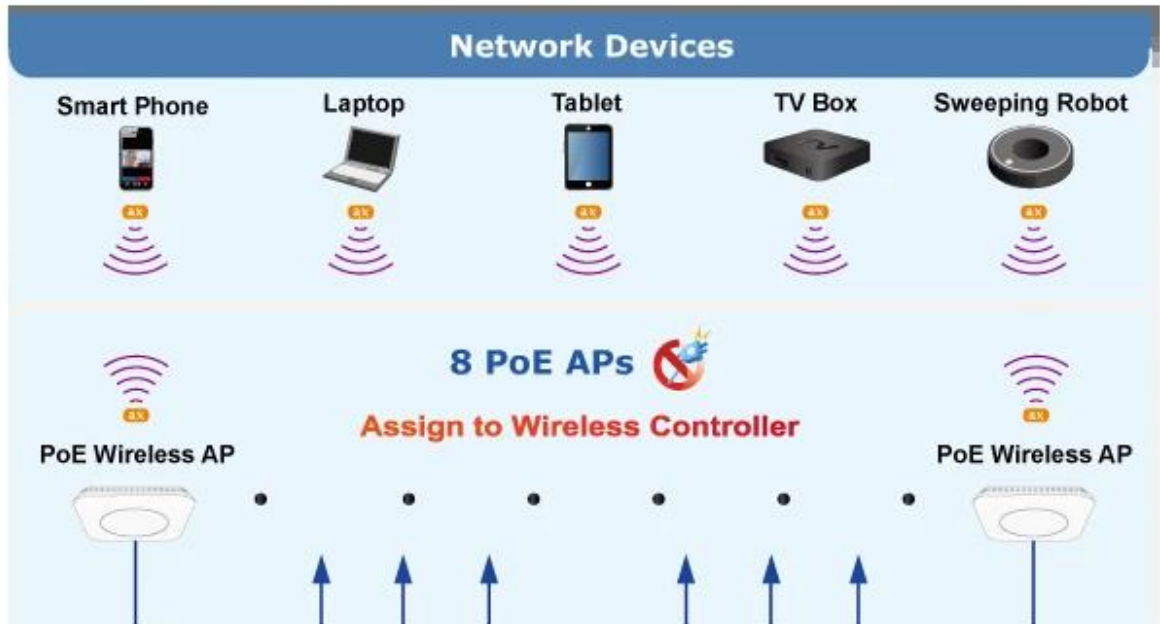 Network Devices
Smart Phone
Laptop
Tablet
TV Box
Sweeping Robot
ax
ax
ax
ax
ax
8 PoE APs
Assign to Wireless Controller
ax
ax
PoE Wireless AP
PoE Wireless AP